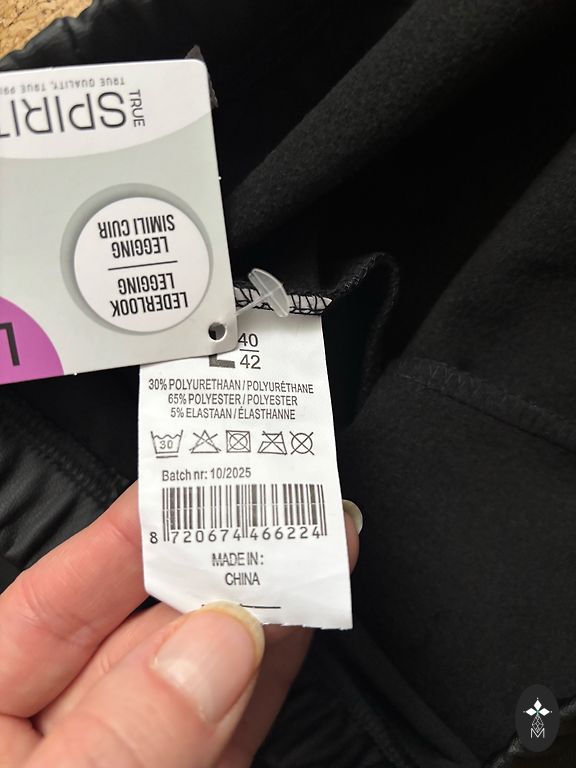 TRUE
SPIRIT
TRUE QUALITY, TRUE
LEDERLOOK
LEGGING
LEGGING
SIMILI CUIR
L
L 40
42
30% POLYURETHAAN / POLYURÉTHANE
65% POLYESTER / POLYESTER
5% ELASTAAN / ÉLASTHANNE
30
Batch nr: 10/2025
8 720674 466224
MADE IN :
CHINA
M